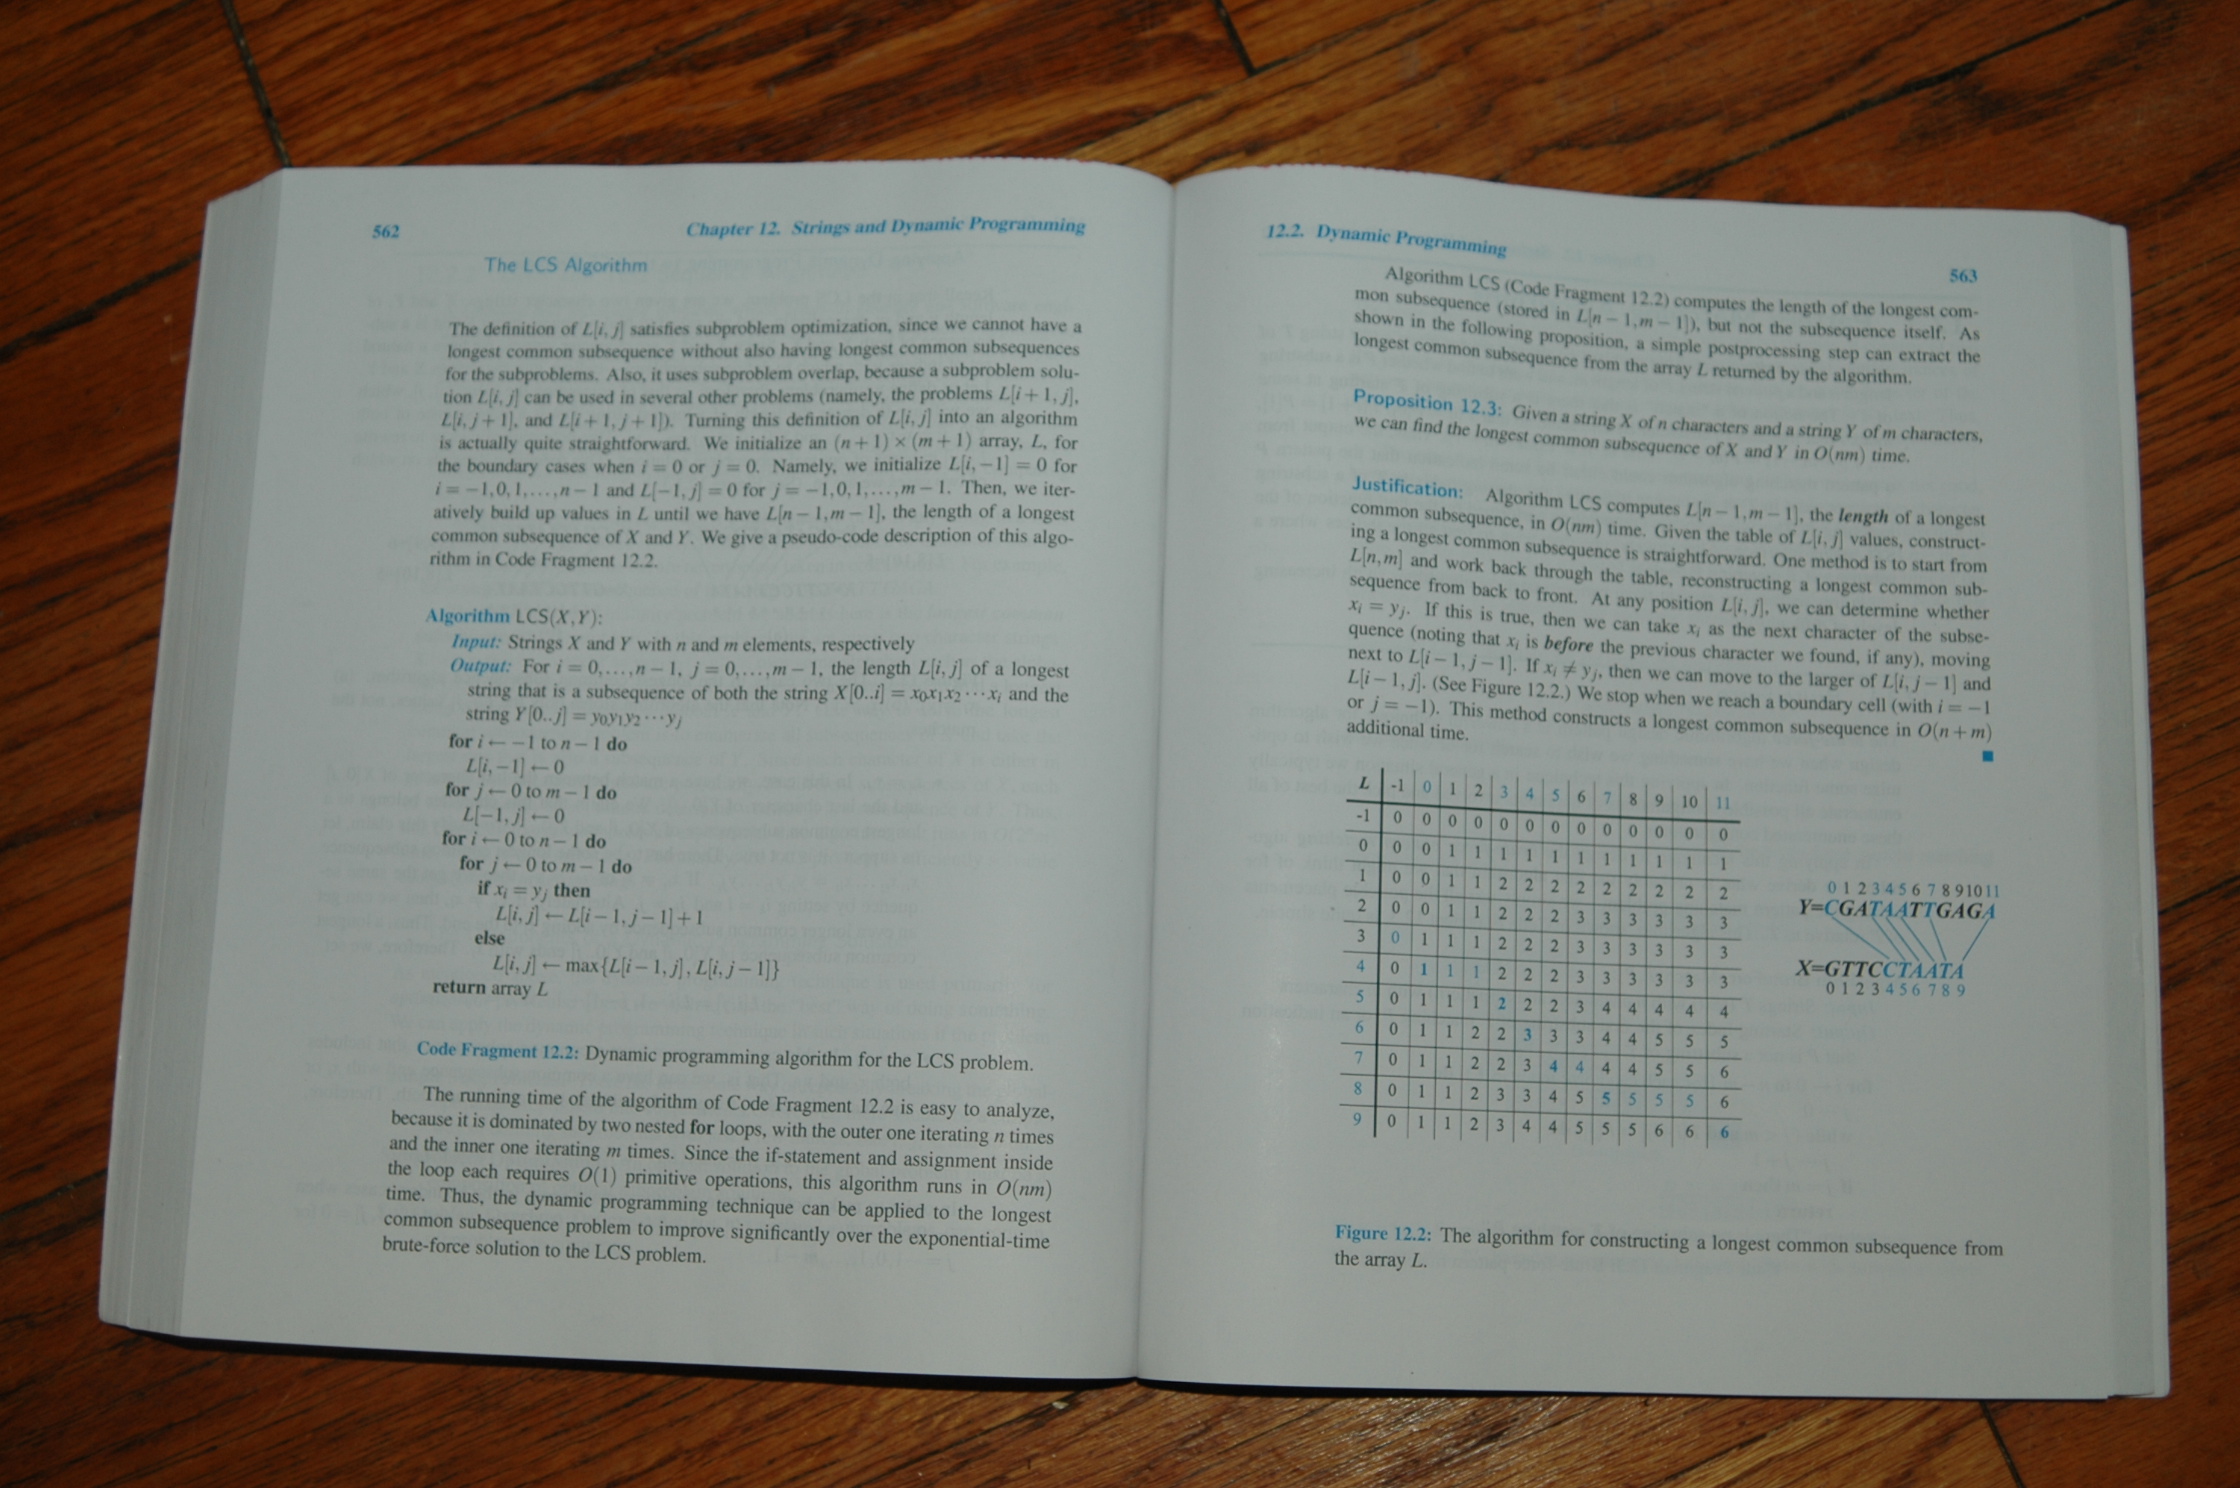 562
Chapter 12. Strings and Dynamic Programming
The LCS Algorithm
The definition of L[i, j] satisfies subproblem optimization, since we cannot have a
longest common subsequence without also having longest common subsequences
for the subproblems. Also, it uses subproblem overlap, because a subproblem solu-
tion L[i, j] can be used in several other problems (namely, the problems L[i+1, j],
L[i, j+1], and L[i+1, j+1]). Turning this definition of L[i, j] into an algorithm
is actually quite straightforward. We initialize an (n+1) × (m+1) array, L, for
the boundary cases when i = 0 or j = 0. Namely, we initialize L[i,−1] = 0 for
i = −1,0,1,...,n−1 and L[−1, j] = 0 for j = −1,0,1,...,m−1. Then, we iter-
atively build up values in L until we have L[n−1,m−1], the length of a longest
common subsequence of X and Y. We give a pseudo-code description of this algo-
rithm in Code Fragment 12.2.
Algorithm LCS(X,Y):
Input: Strings X and Y with n and m elements, respectively
Output: For i = 0,...,n−1, j = 0,...,m−1, the length L[i, j] of a longest
string that is a subsequence of both the string X[0..i] = x0x1x2···xi and the
string Y[0..j] = y0y1y2···yj
for i ← −1 to n−1 do
L[i,−1] ← 0
for j ← 0 to m−1 do
L[−1, j] ← 0
for i ← 0 to n−1 do
for j ← 0 to m−1 do
if xi = yj then
L[i, j] ← L[i−1, j−1]+1
else
L[i, j] ← max{L[i−1, j], L[i, j−1]}
return array L
Code Fragment 12.2: Dynamic programming algorithm for the LCS problem.
The running time of the algorithm of Code Fragment 12.2 is easy to analyze,
because it is dominated by two nested for loops, with the outer one iterating n times
and the inner one iterating m times. Since the if-statement and assignment inside
the loop each requires O(1) primitive operations, this algorithm runs in O(nm)
time. Thus, the dynamic programming technique can be applied to the longest
common subsequence problem to improve significantly over the exponential-time
brute-force solution to the LCS problem.
12.2. Dynamic Programming
563
Algorithm LCS (Code Fragment 12.2) computes the length of the longest com-
mon subsequence (stored in L[n−1,m−1]), but not the subsequence itself. As
shown in the following proposition, a simple postprocessing step can extract the
longest common subsequence from the array L returned by the algorithm.
Proposition 12.3: Given a string X of n characters and a string Y of m characters,
we can find the longest common subsequence of X and Y in O(nm) time.
Justification: Algorithm LCS computes L[n−1,m−1], the length of a longest
common subsequence, in O(nm) time. Given the table of L[i, j] values, construct-
ing a longest common subsequence is straightforward. One method is to start from
L[n,m] and work back through the table, reconstructing a longest common sub-
sequence from back to front. At any position L[i, j], we can determine whether
xi = yj. If this is true, then we can take xi as the next character of the subse-
quence (noting that xi is before the previous character we found, if any), moving
next to L[i−1, j−1]. If xi ≠ yj, then we can move to the larger of L[i, j−1] and
L[i−1, j]. (See Figure 12.2.) We stop when we reach a boundary cell (with i = −1
or j = −1). This method constructs a longest common subsequence in O(n+m)
additional time.
L -1 0 1 2 3 4 5 6 7 8 9 10 11
-1 0 0 0 0 0 0 0 0 0 0 0 0 0
0 0 0 1 1 1 1 1 1 1 1 1 1 1
1 0 0 1 1 2 2 2 2 2 2 2 2 2
2 0 0 1 1 2 2 2 3 3 3 3 3 3
3 0 1 1 1 2 2 2 3 3 3 3 3 3
4 0 1 1 1 2 2 2 3 3 3 3 3 3
5 0 1 1 1 2 2 2 3 4 4 4 4 4
6 0 1 1 2 2 3 3 3 4 4 5 5 5
7 0 1 1 2 2 3 4 4 4 4 5 5 6
8 0 1 1 2 3 3 4 5 5 5 5 5 6
9 0 1 1 2 3 4 4 5 5 5 6 6 6
0 1 2 3 4 5 6 7 8 9 10 11
Y=CGATAATTGAGA
X=GTTCCTAATA
0 1 2 3 4 5 6 7 8 9
Figure 12.2: The algorithm for constructing a longest common subsequence from
the array L.